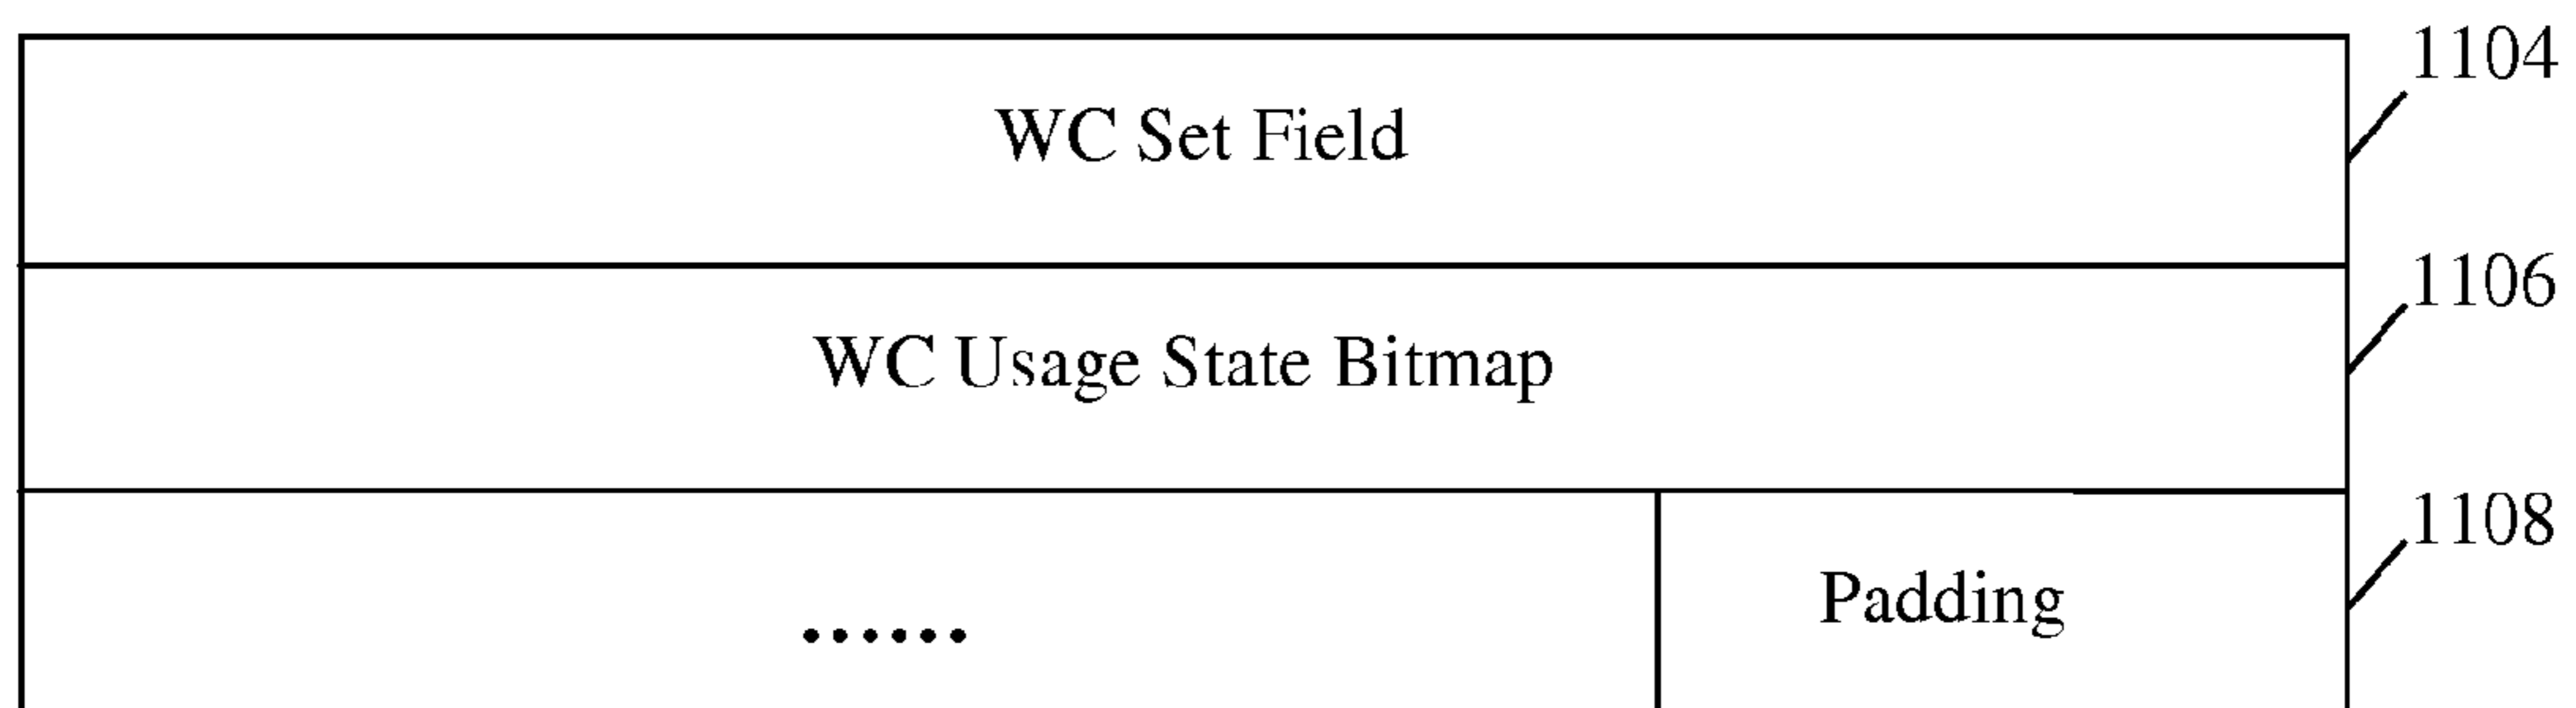 1104
WC Set Field
1106
WC Usage State Bitmap
1108
Padding
......